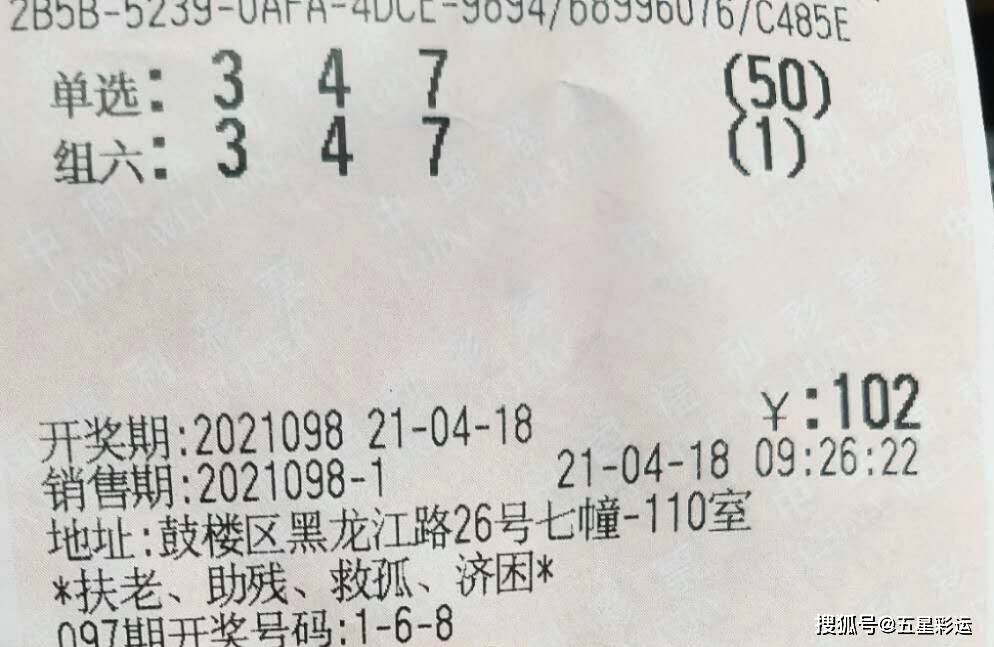 2B5B-5239-0AFA-4DCE-9894/68996076/C485E
单选: 3 4 7 (50)
组六: 3 4 7 (1)
¥:102
开奖期:2021098 21-04-18
销售期:2021098-1 21-04-18 09:26:22
地址:鼓楼区黑龙江路26号七幢-110室
*扶老、助残、救孤、济困*
097期开奖号码:1-6-8
搜狐号@五星彩运